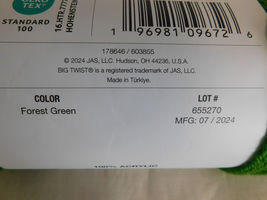 TEX®
STANDARD
100
1 96981 09672 6
178646 / 603855
© 2024 JAS, LLC. Hudson, OH 44236, U.S.A.
BIG TWIST® is a registered trademark of JAS, LLC.
Made in Türkiye.
COLOR
Forest Green
LOT #
655270
MFG: 07 / 2024
100% ACRYLIC